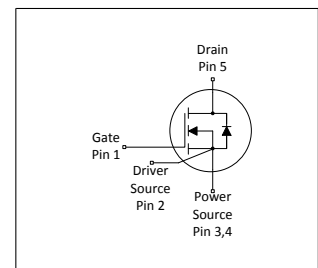 Drain
Pin 5
Gate
Pin 1
Driver
Source
Pin 2
Power
Source
Pin 3,4